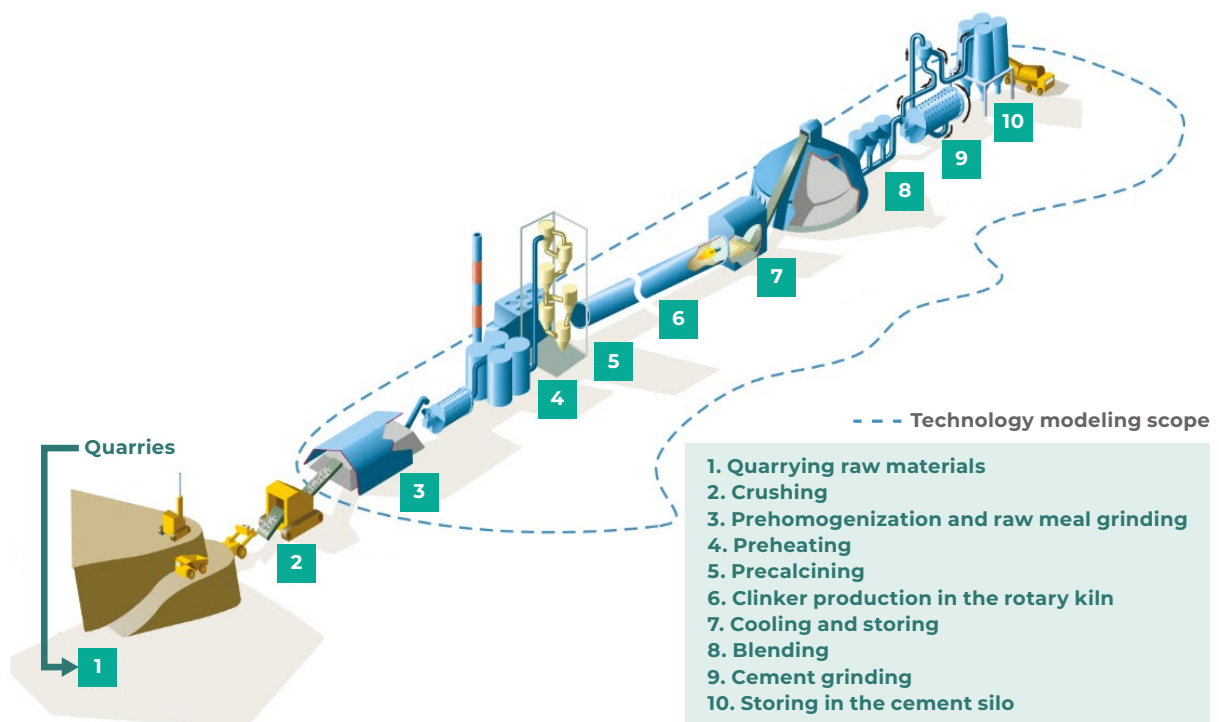 10
9
8
7
6
5
4
Technology modeling scope
Quarries
3
2
1
1. Quarrying raw materials
2. Crushing
3. Prehomogenization and raw meal grinding
4. Preheating
5. Precalcining
6. Clinker production in the rotary kiln
7. Cooling and storing
8. Blending
9. Cement grinding
10. Storing in the cement silo